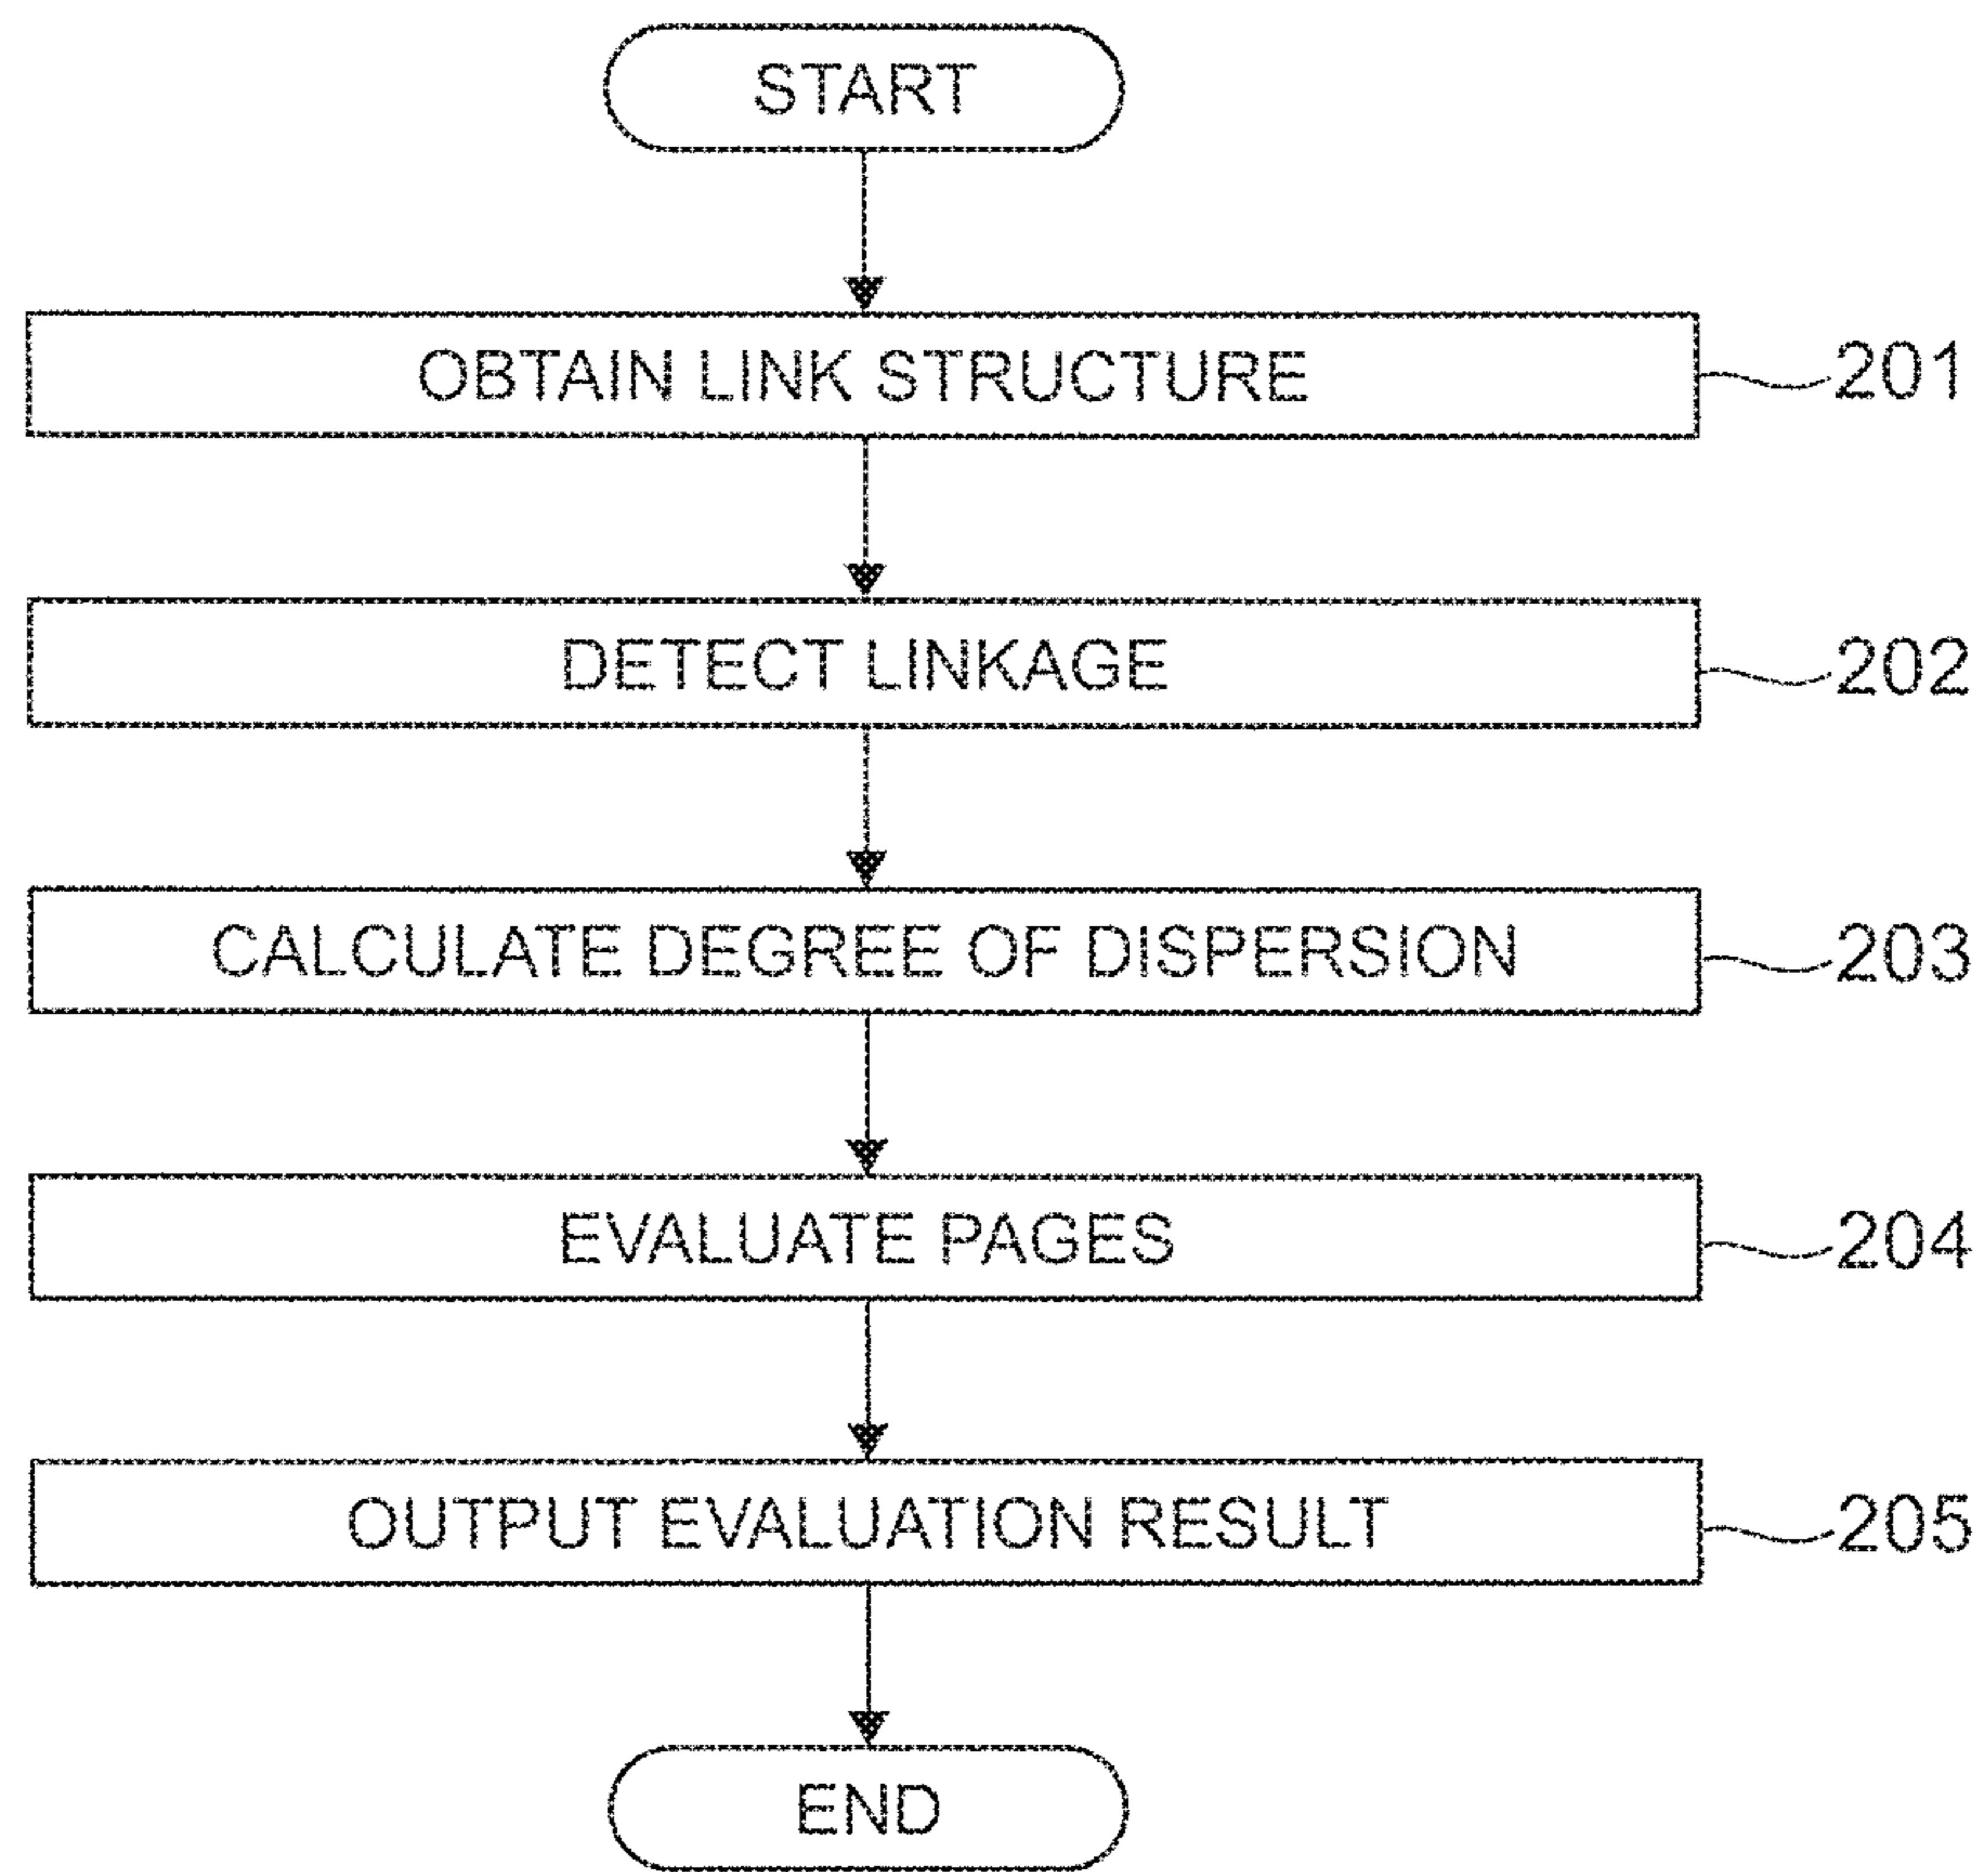 START
OBTAIN LINK STRUCTURE
201
DETECT LINKAGE
202
CALCULATE DEGREE OF DISPERSION
203
EVALUATE PAGES
204
OUTPUT EVALUATION RESULT
205
END